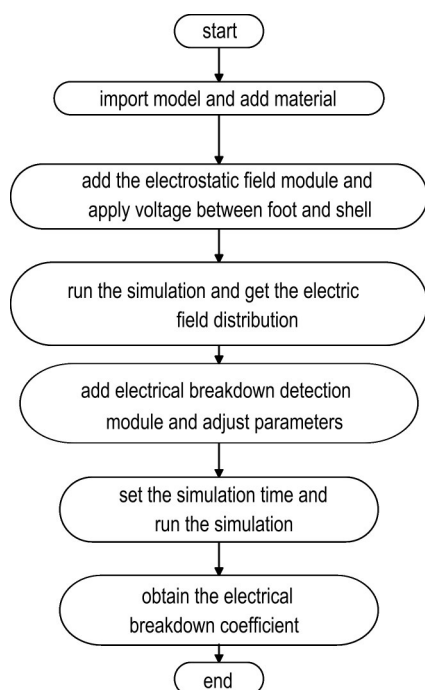 start
import model and add material
add the electrostatic field module and
apply voltage between foot and shell
run the simulation and get the electric
field distribution
add electrical breakdown detection
module and adjust parameters
set the simulation time and
run the simulation
obtain the electrical
breakdown coefficient
end